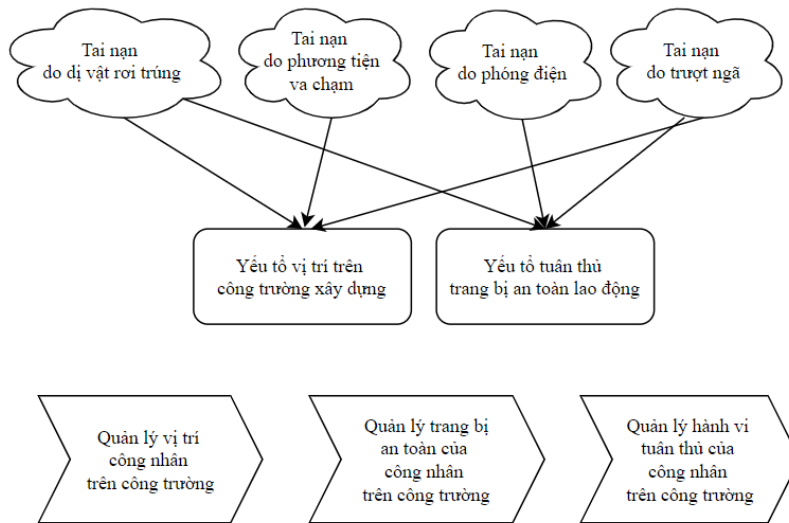 Tai nạn
do dị vật rơi trúng
Tai nạn
do phương tiện
va chạm
Tai nạn
do phóng điện
Tai nạn
do trượt ngã
Yếu tổ vị trí trên
công trường xây dựng
Yếu tổ tuân thủ
trang bị an toàn lao động
Quản lý vị trí
công nhân
trên công trường
Quản lý trang bị
an toàn của
công nhân
trên công trường
Quản lý hành vi
tuân thủ của
công nhân
trên công trường